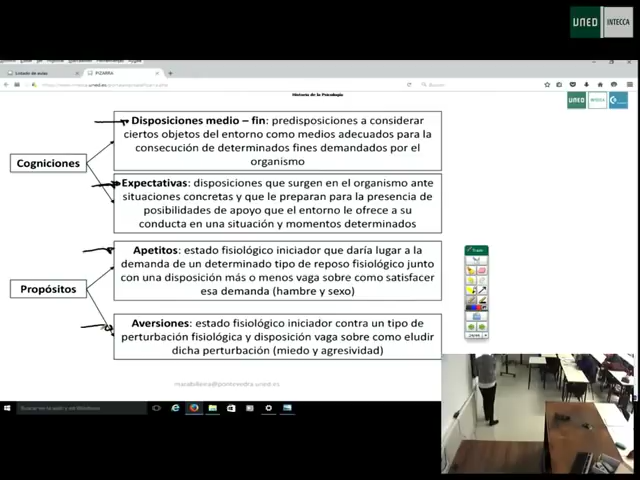 UNED
INTECCA
Listado de aulas
PIZARRA
Buscar
Historia de la Psicología
UNED
Cogniciones
Disposiciones medio – fin: predisposiciones a considerar
ciertos objetos del entorno como medios adecuados para la
consecución de determinados fines demandados por el
organismo
Expectativas: disposiciones que surgen en el organismo ante
situaciones concretas y que le preparan para la presencia de
posibilidades de apoyo que el entorno le ofrece a su
conducta en una situación y momentos determinados
Propósitos
Apetitos: estado fisiológico iniciador que daría lugar a la
demanda de un determinado tipo de reposo fisiológico junto
con una disposición más o menos vaga sobre como satisfacer
esa demanda (hambre y sexo)
Aversiones: estado fisiológico iniciador contra un tipo de
perturbación fisiológica y disposición vaga sobre como eludir
dicha perturbación (miedo y agresividad)